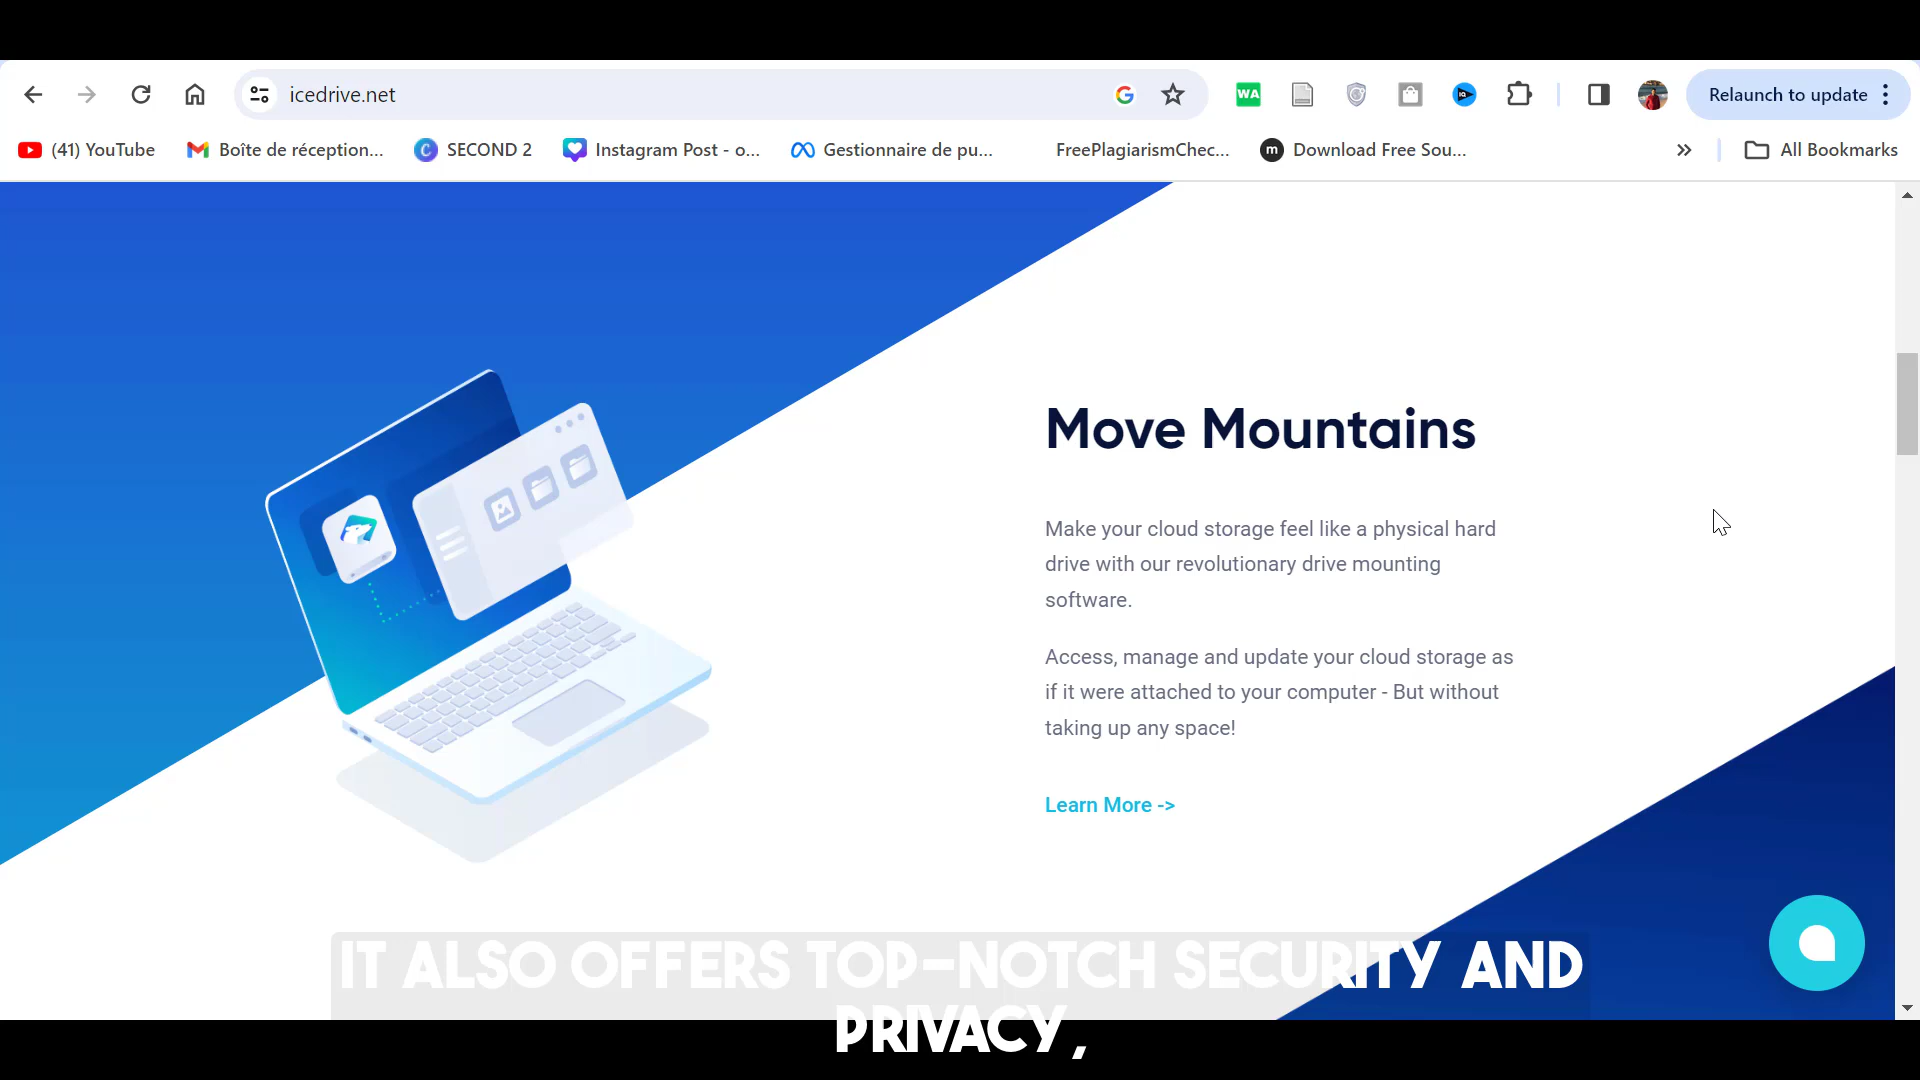 icedrive.net
WA
Relaunch to update
(41) YouTube
Boîte de réception...
SECOND 2
Instagram Post - o...
Gestionnaire de pu...
FreePlagiarismChec...
m
Download Free Sou...
All Bookmarks
Move Mountains
Make your cloud storage feel like a physical hard
drive with our revolutionary drive mounting
software.
Access, manage and update your cloud storage as
if it were attached to your computer - But without
taking up any space!
Learn More ->
IT ALSO OFFERS TOP-NOTCH SECURITY AND
PRIVACY,